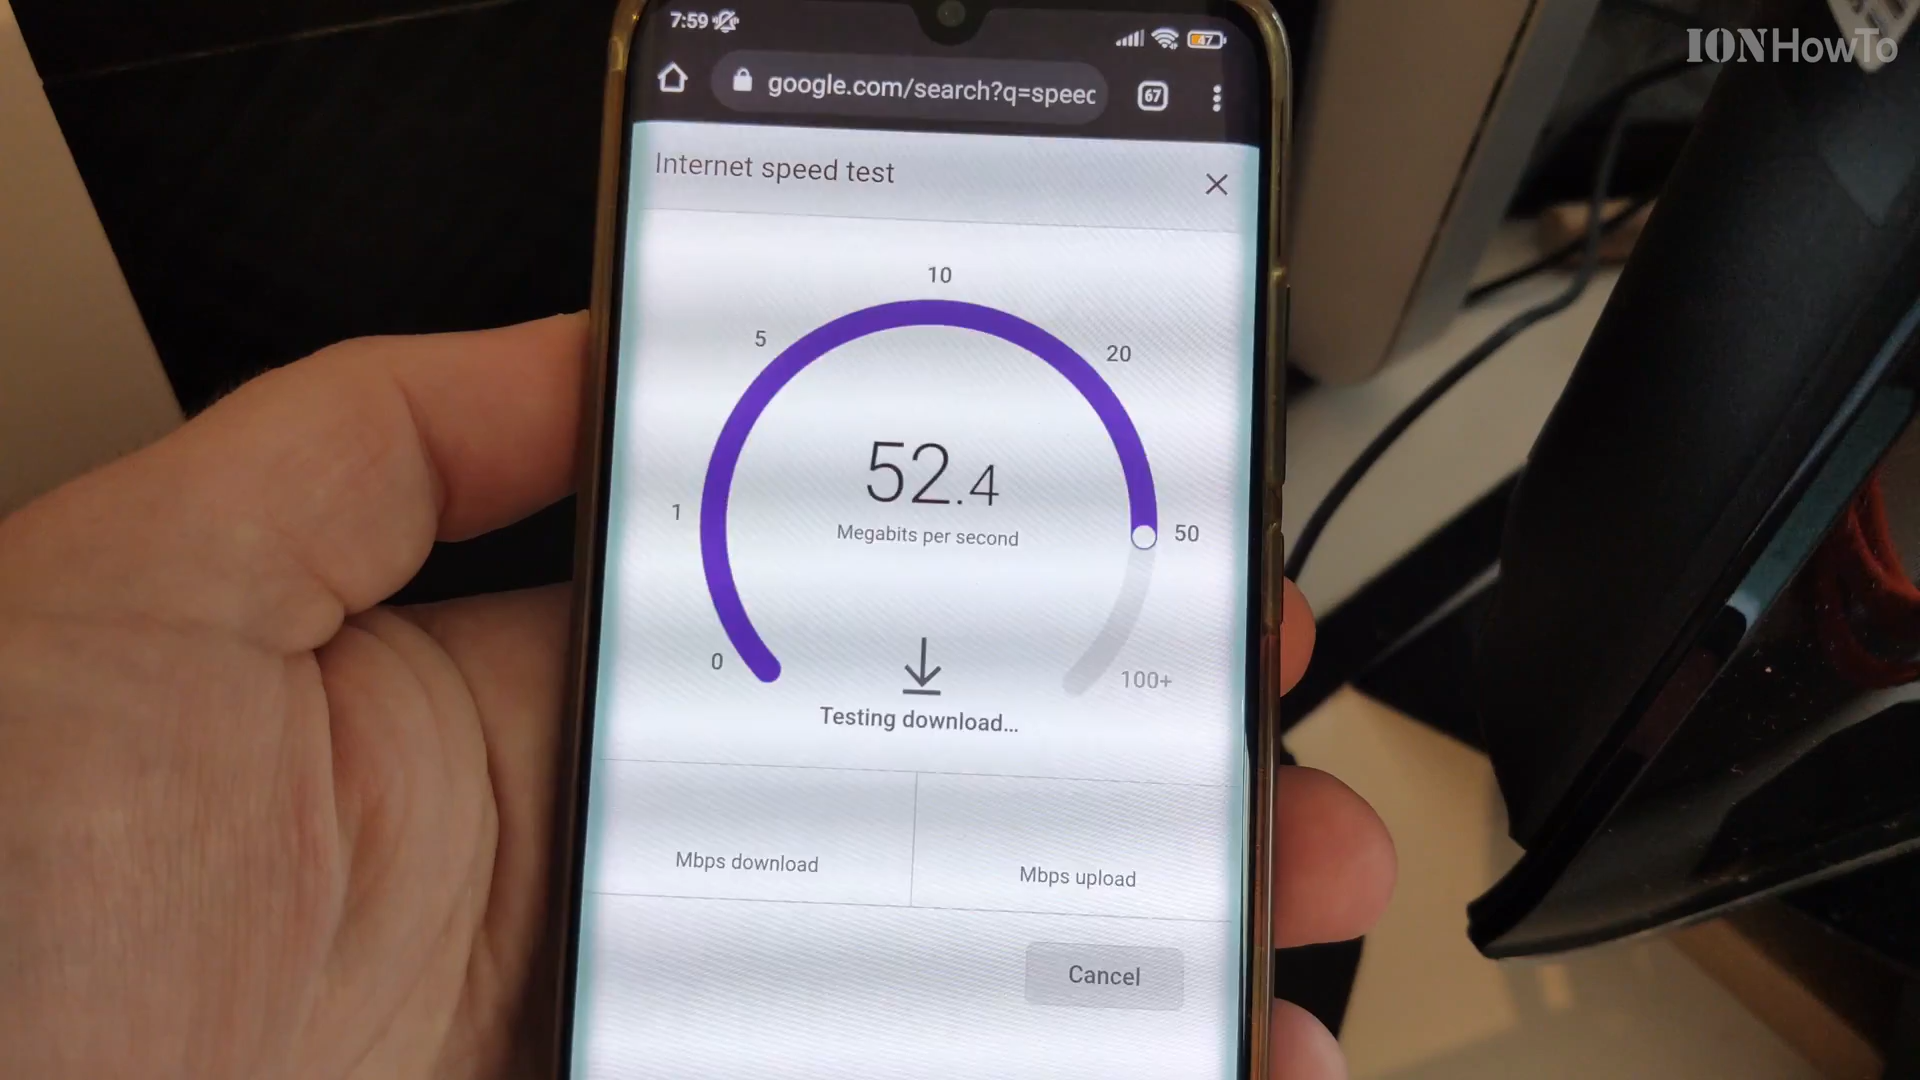 7:59
47
IONHowTo
google.com/search?q=speec
67
Internet speed test
10
5
20
52.4
1
50
Megabits per second
0
100+
Testing download...
Mbps download
Mbps upload
Cancel